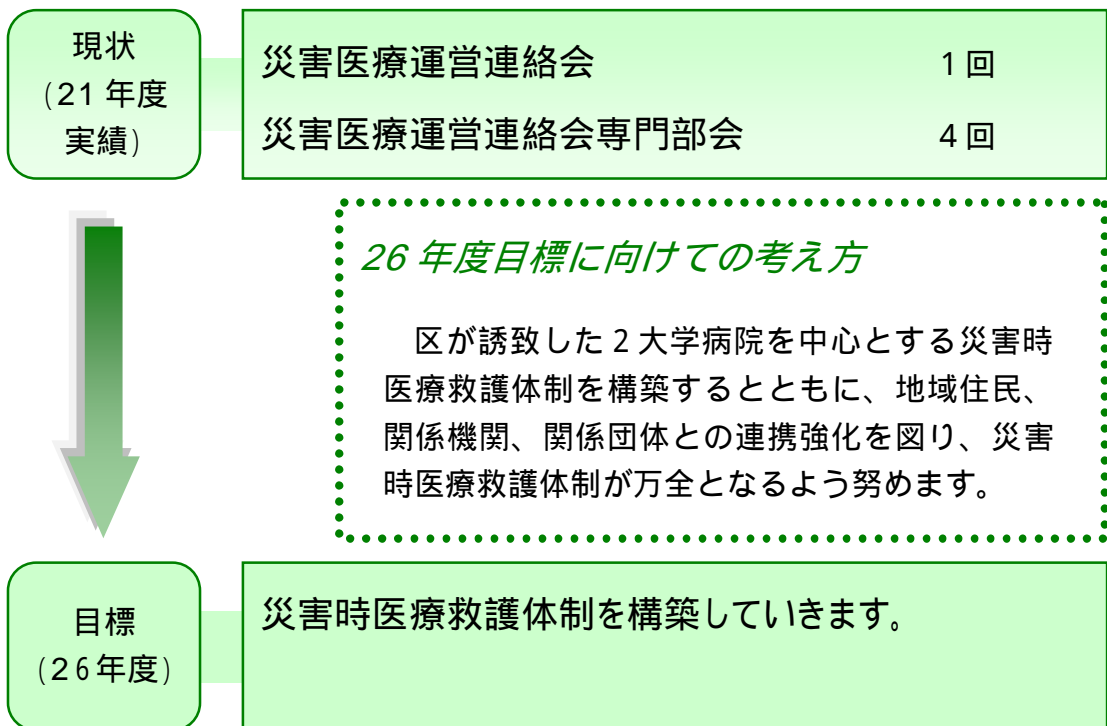 現状
(21年度
実績)
災害医療運営連絡会 1回
災害医療運営連絡会専門部会 4回
26年度目標に向けての考え方
区が誘致した2大学病院を中心とする災害時
医療救護体制を構築するとともに、地域住民、
関係機関、関係団体との連携強化を図り、災害
時医療救護体制が万全となるよう努めます。
目標
(26年度)
災害時医療救護体制を構築していきます。